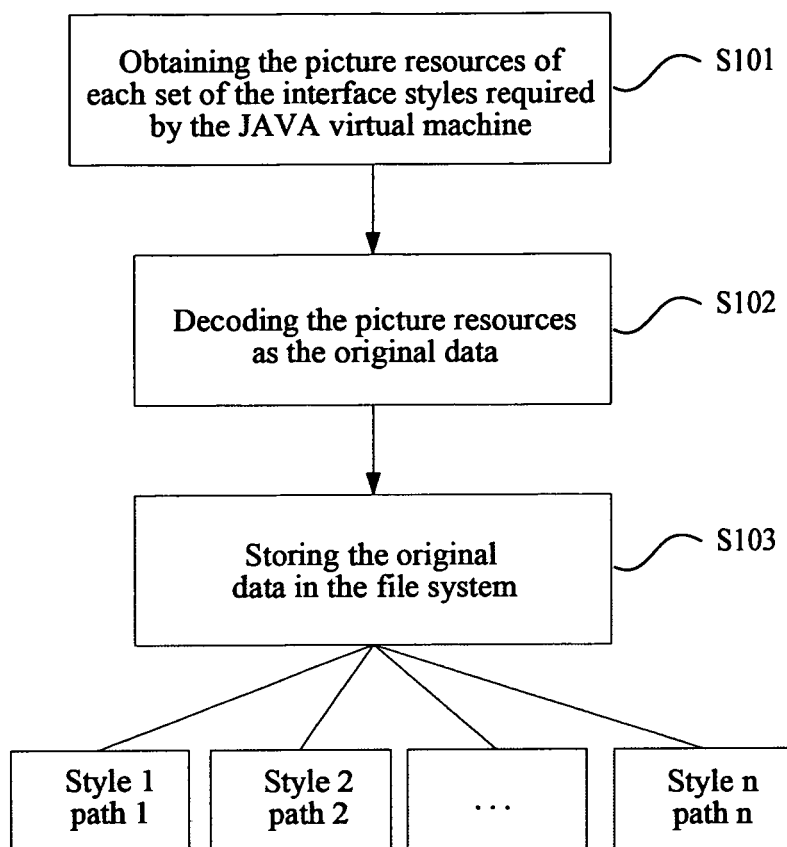 Obtaining the picture resources of
each set of the interface styles required
by the JAVA virtual machine
S101
Decoding the picture resources
as the original data
S102
Storing the original
data in the file system
S103
Style 1
path 1
Style 2
path 2
...
Style n
path n